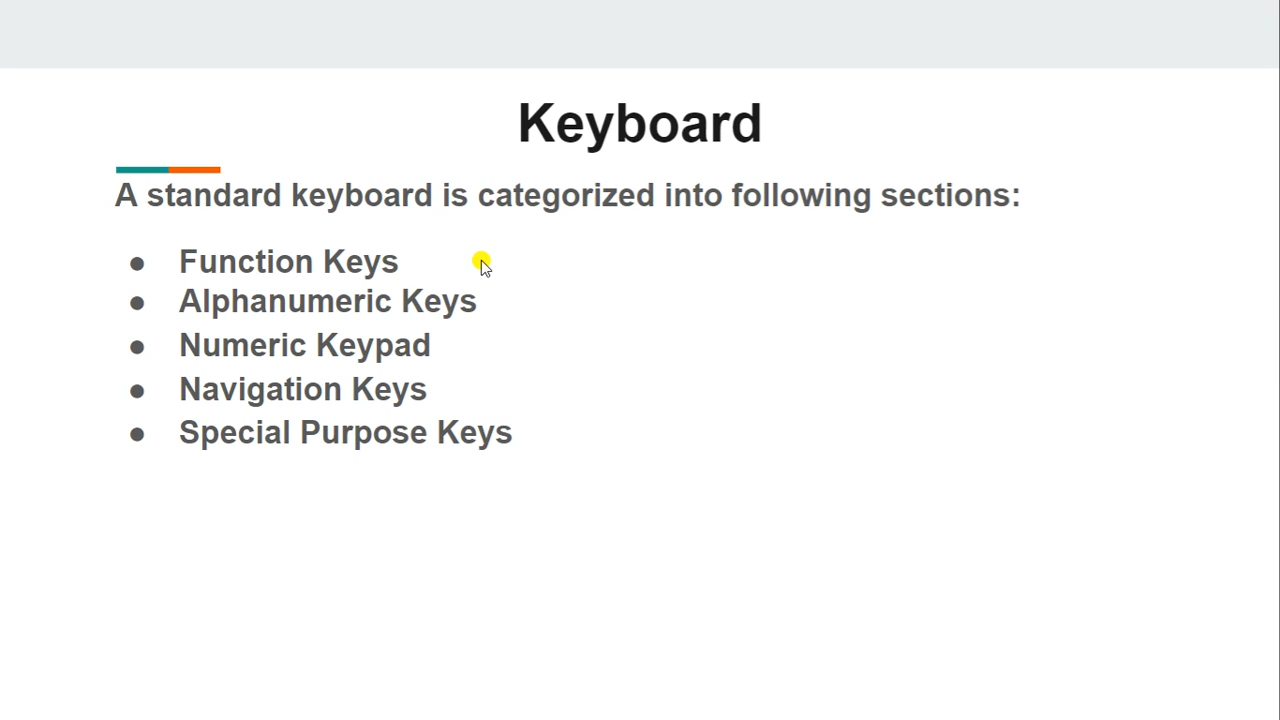 Keyboard
A standard keyboard is categorized into following sections:
● Function Keys
● Alphanumeric Keys
● Numeric Keypad
● Navigation Keys
● Special Purpose Keys